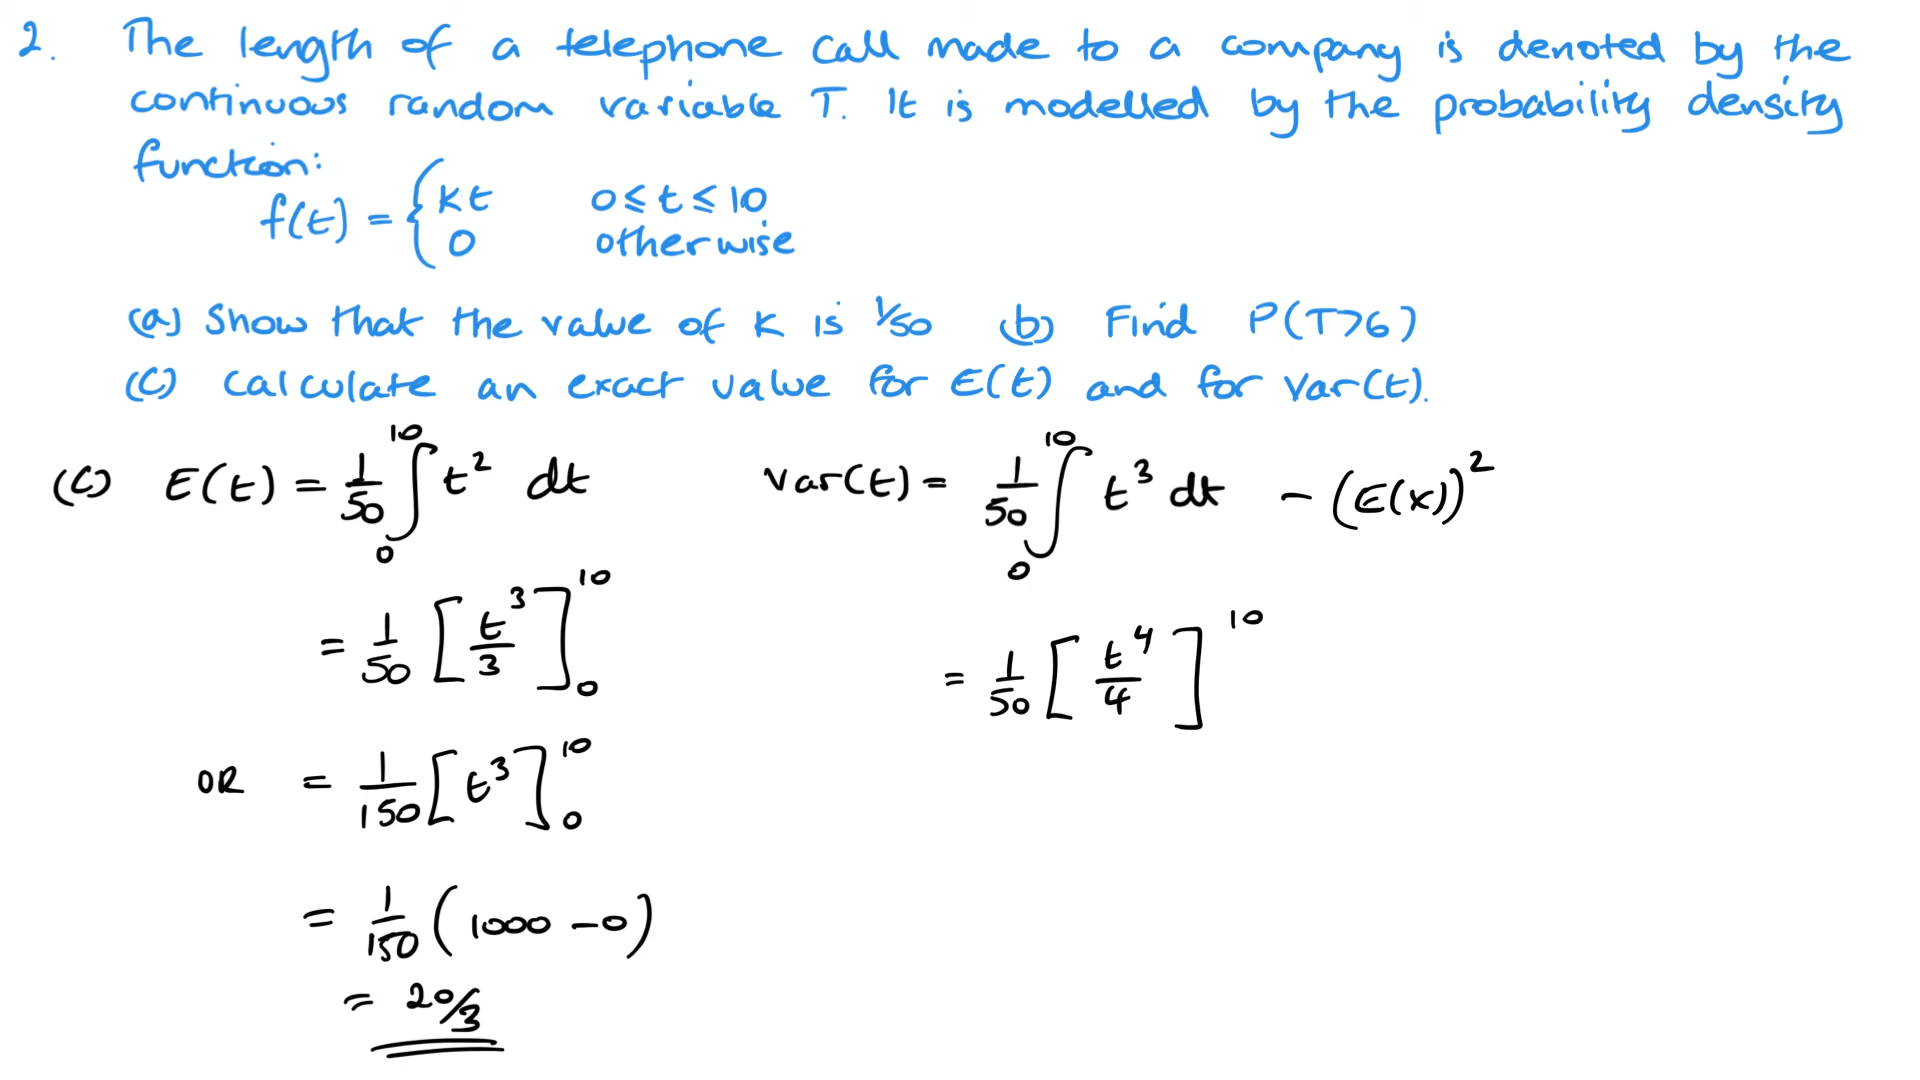 2. The length of a telephone call made to a company is denoted by the
continuous random variable T. It is modelled by the probability density
function:
f(t) = { kt 0 ⩽ t ⩽ 10
0 otherwise
(a) Show that the value of k is 1/50 (b) Find P(T>6)
(c) Calculate an exact value for E(t) and for Var(t).
(c) E(t) = 1/50 ∫₀¹⁰ t² dt
= 1/50 [t³/3]₀¹⁰
OR = 1/150 [t³]₀¹⁰
= 1/150 (1000 - 0)
= 20/3
Var(t) = 1/50 ∫₀¹⁰ t³ dt - (E(x))²
= 1/50 [t⁴/4]¹⁰